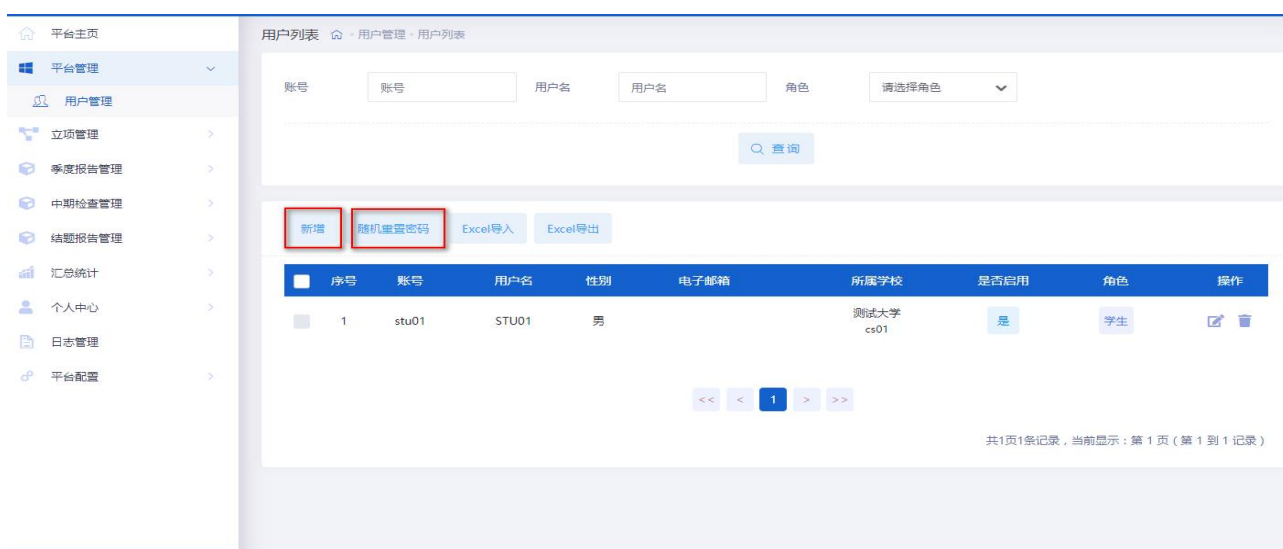 平台主页
平台管理
用户管理
立项管理
季度报告管理
中期检查管理
结题报告管理
汇总统计
个人中心
日志管理
平台配置
用户列表 - 用户管理 - 用户列表
账号 账号 用户名 用户名 角色 请选择角色
查询
新增 随机重置密码 Excel导入 Excel导出
序号 账号 用户名 性别 电子邮箱 所属学校 是否启用 角色 操作
1 stu01 STU01 男 测试大学 是 学生
cs01
<< < 1 > >>
共1页1条记录，当前显示：第 1 页 ( 第 1 到 1 记录 )